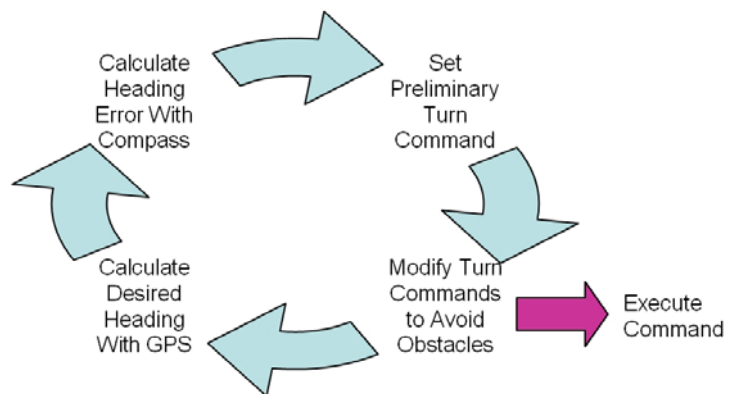 Calculate
Heading
Error With
Compass
Set
Preliminary
Turn
Command
Modify Turn
Commands
to Avoid
Obstacles
Execute
Command
Calculate
Desired
Heading
With GPS